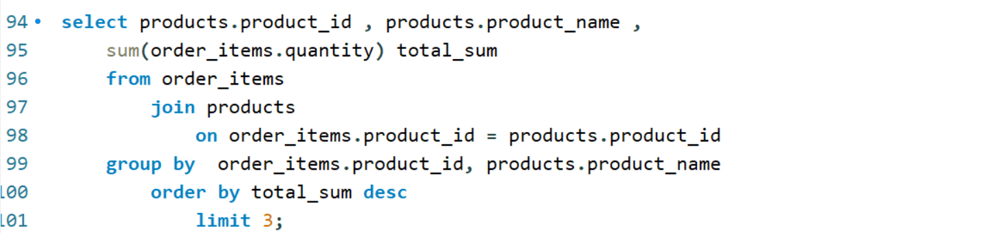 94 select products.product_id , products.product_name ,
95 sum(order_items.quantity) total_sum
96 from order_items
97 join products
98 on order_items.product_id = products.product_id
99 group by  order_items.product_id, products.product_name
100 order by total_sum desc
101 limit 3;